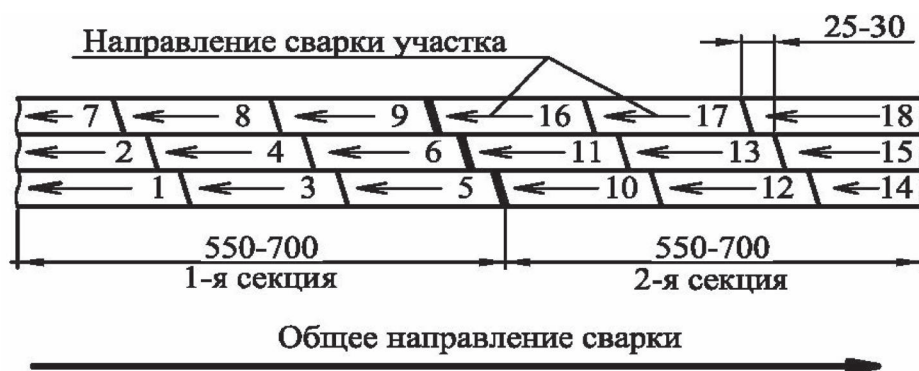 Направление сварки участка
25-30
7 8 9 16 17 18
2 4 6 11 13 15
1 3 5 10 12 14
550-700 550-700
1-я секция 2-я секция
Общее направление сварки